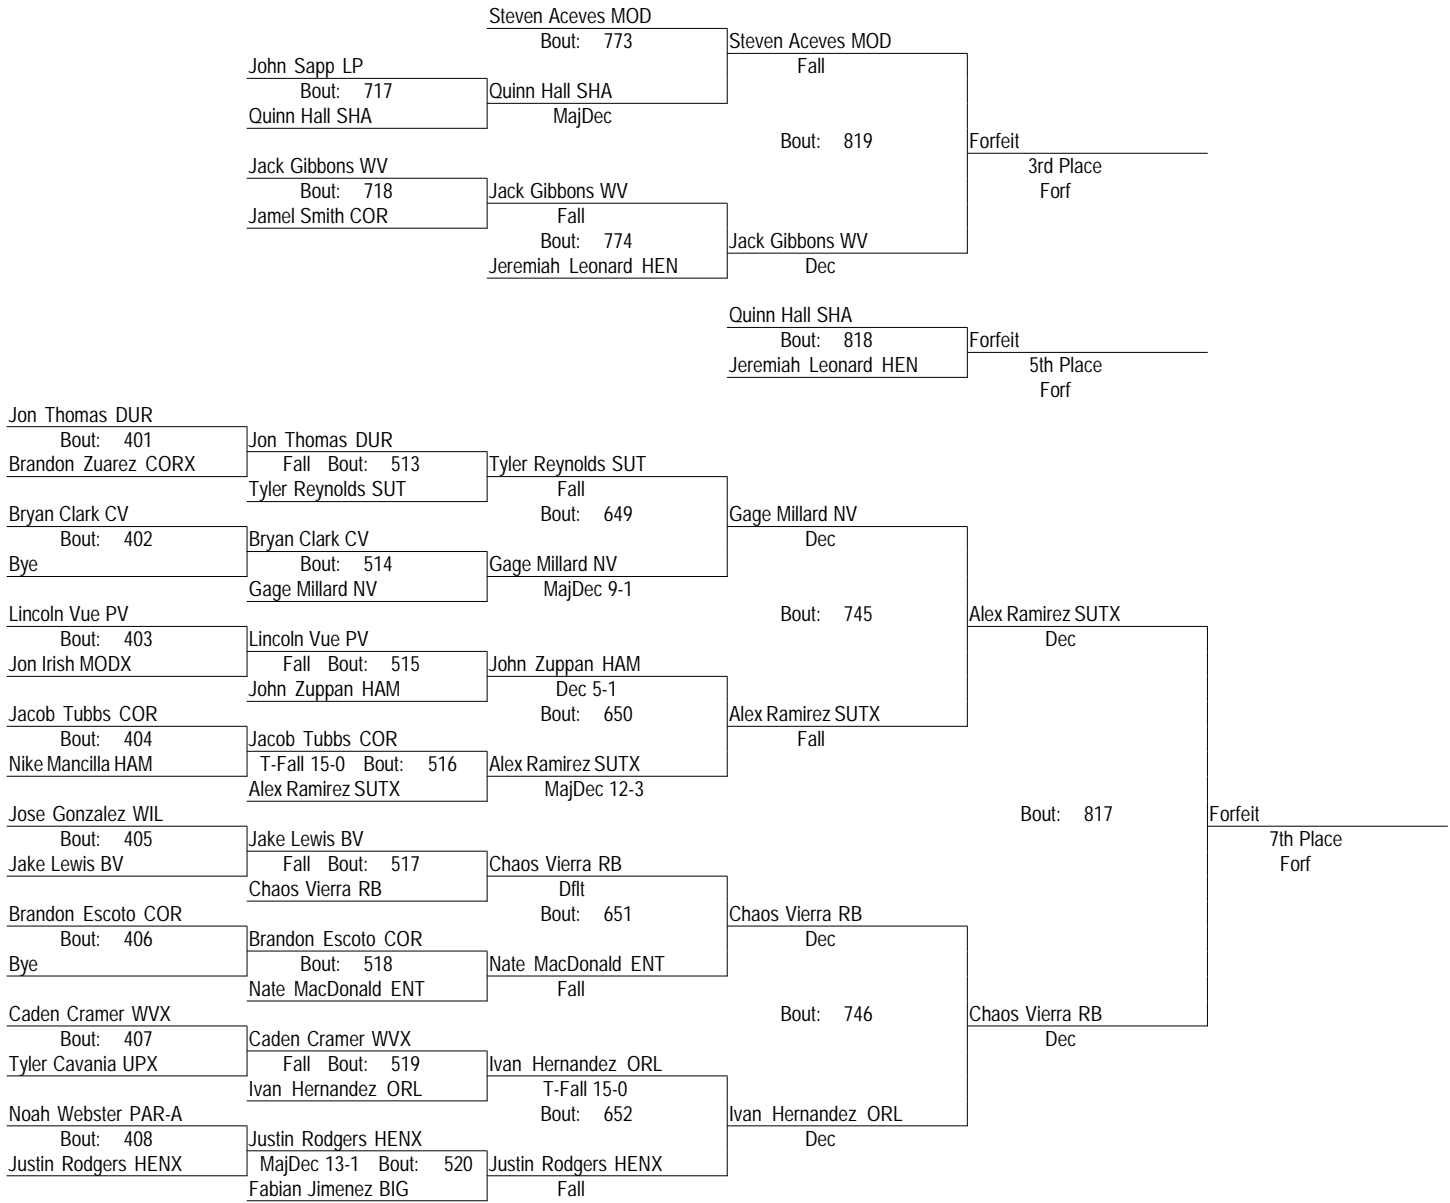 Steven Aceves MOD
Bout: 773
Steven Aceves MOD
John Sapp LP
Fall
Bout: 717
Quinn Hall SHA
Quinn Hall SHA
MajDec
Bout: 819
Forfeit
Jack Gibbons WV
3rd Place
Bout: 718
Jack Gibbons WV
Forf
Jamel Smith COR
Fall
Bout: 774
Jack Gibbons WV
Jeremiah Leonard HEN
Dec
Quinn Hall SHA
Bout: 818
Forfeit
Jeremiah Leonard HEN
5th Place
Forf
Jon Thomas DUR
Bout: 401
Jon Thomas DUR
Brandon Zuarez CORX
Fall Bout: 513
Tyler Reynolds SUT
Tyler Reynolds SUT
Fall
Bryan Clark CV
Bout: 649
Gage Millard NV
Bout: 402
Bryan Clark CV
Dec
Bye
Bout: 514
Gage Millard NV
Gage Millard NV
MajDec 9-1
Lincoln Vue PV
Bout: 745
Alex Ramirez SUTX
Bout: 403
Lincoln Vue PV
Dec
Jon Irish MODX
Fall Bout: 515
John Zuppan HAM
John Zuppan HAM
Dec 5-1
Jacob Tubbs COR
Bout: 650
Alex Ramirez SUTX
Bout: 404
Jacob Tubbs COR
Fall
Nike Mancilla HAM
T-Fall 15-0 Bout: 516
Alex Ramirez SUTX
Alex Ramirez SUTX
MajDec 12-3
Jose Gonzalez WIL
Bout: 817
Forfeit
Bout: 405
Jake Lewis BV
7th Place
Jake Lewis BV
Fall Bout: 517
Chaos Vierra RB
Forf
Chaos Vierra RB
Dflt
Brandon Escoto COR
Bout: 651
Chaos Vierra RB
Bout: 406
Brandon Escoto COR
Dec
Bye
Bout: 518
Nate MacDonald ENT
Nate MacDonald ENT
Fall
Caden Cramer WVX
Bout: 746
Chaos Vierra RB
Bout: 407
Caden Cramer WVX
Dec
Tyler Cavania UPX
Fall Bout: 519
Ivan Hernandez ORL
Ivan Hernandez ORL
T-Fall 15-0
Noah Webster PAR-A
Bout: 652
Ivan Hernandez ORL
Bout: 408
Justin Rodgers HENX
Dec
Justin Rodgers HENX
MajDec 13-1 Bout: 520
Justin Rodgers HENX
Fabian Jimenez BIG
Fall